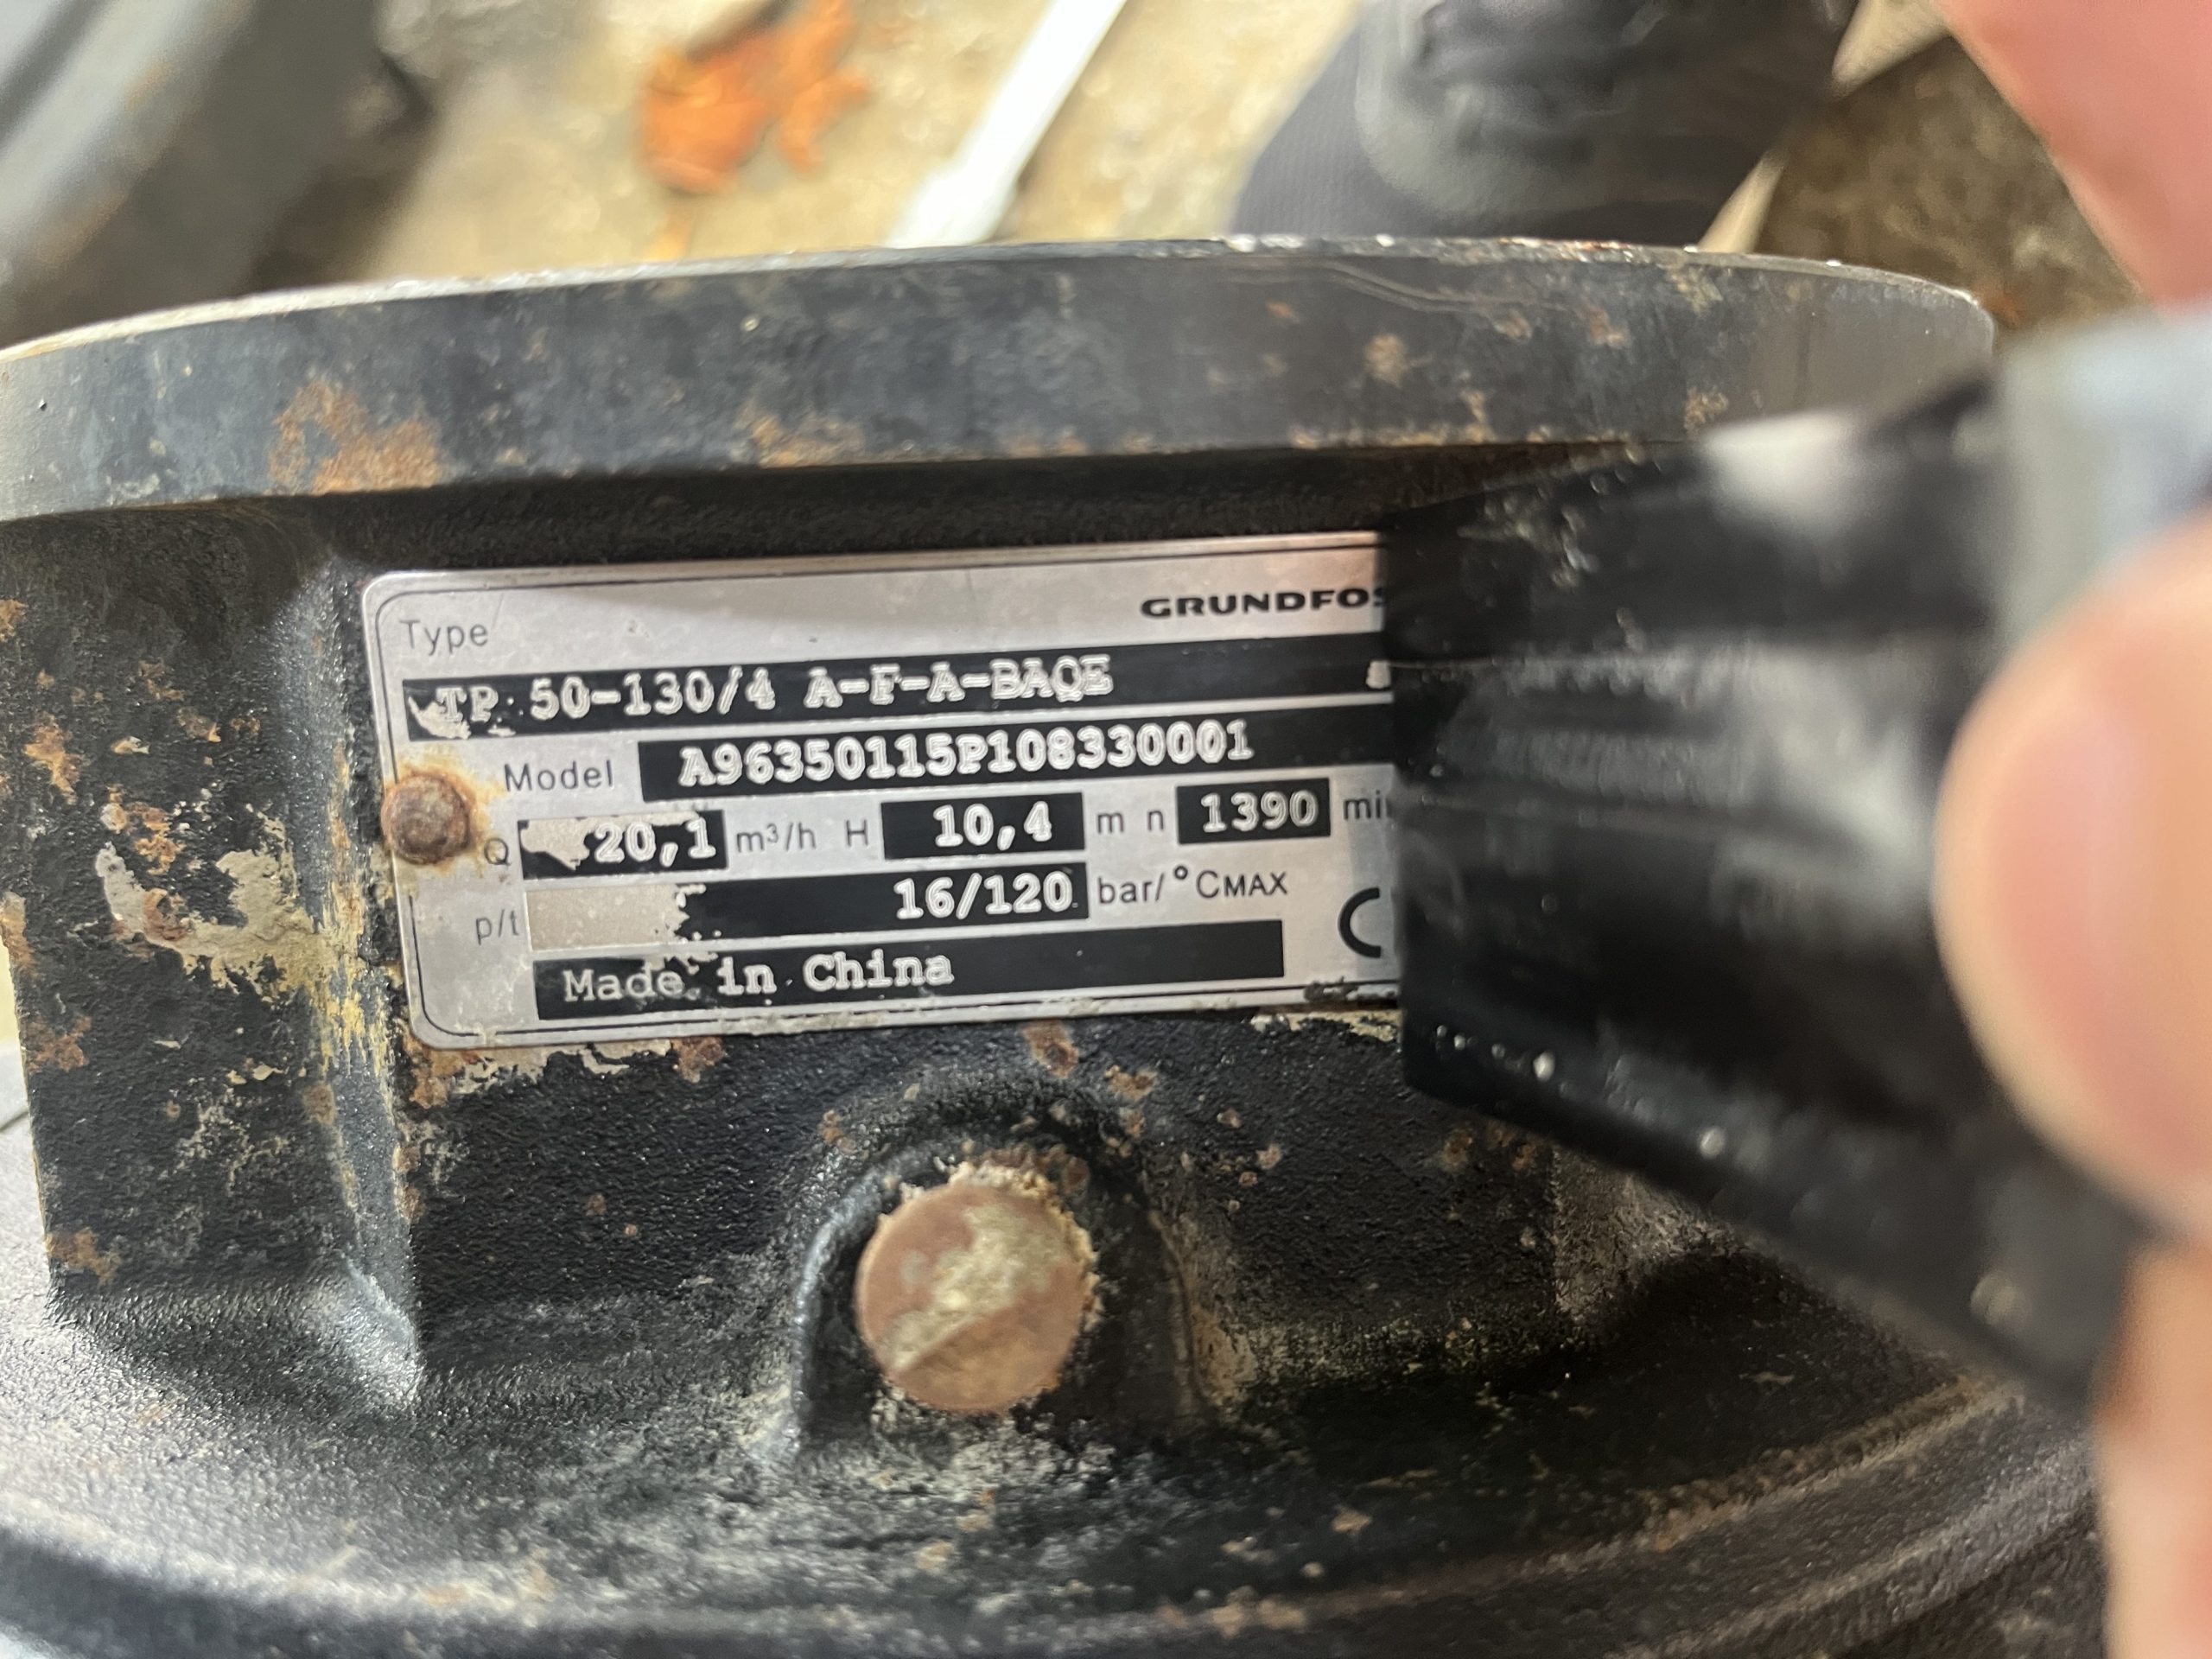 GRUNDFOS
Type
TP 50-130/4 A-F-A-BAQE
Model A96350115P108330001
Q 20,1 m³/h H 10,4 m n 1390
p/t 16/120 bar/°CMAX
Made in China